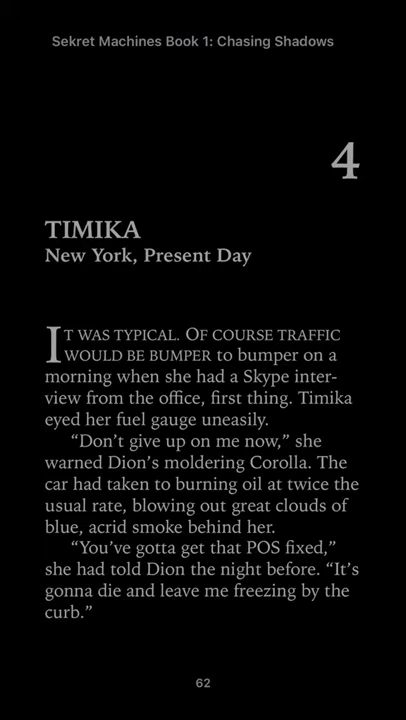 Sekret Machines Book 1: Chasing Shadows
4
TIMIKA
New York, Present Day
IT WAS TYPICAL. OF COURSE TRAFFIC
WOULD BE BUMPER to bumper on a
morning when she had a Skype inter-
view from the office, first thing. Timika
eyed her fuel gauge uneasily.
“Don’t give up on me now,” she
warned Dion’s moldering Corolla. The
car had taken to burning oil at twice the
usual rate, blowing out great clouds of
blue, acrid smoke behind her.
“You’ve gotta get that POS fixed,”
she had told Dion the night before. “It’s
gonna die and leave me freezing by the
curb.”
62